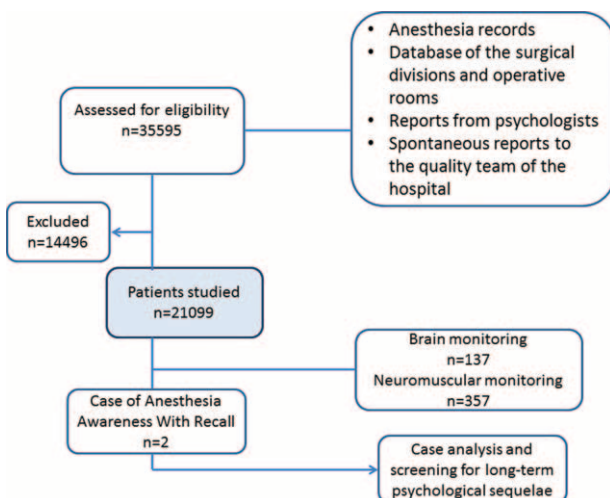 Assessed for eligibility
n=35595
• Anesthesia records
• Database of the surgical
divisions and operative
rooms
• Reports from psychologists
• Spontaneous reports to
the quality team of the
hospital
Excluded
n=14496
Patients studied
n=21099
Brain monitoring
n=137
Neuromuscular monitoring
n=357
Case of Anesthesia
Awareness With Recall
n=2
Case analysis and
screening for long-term
psychological sequelae